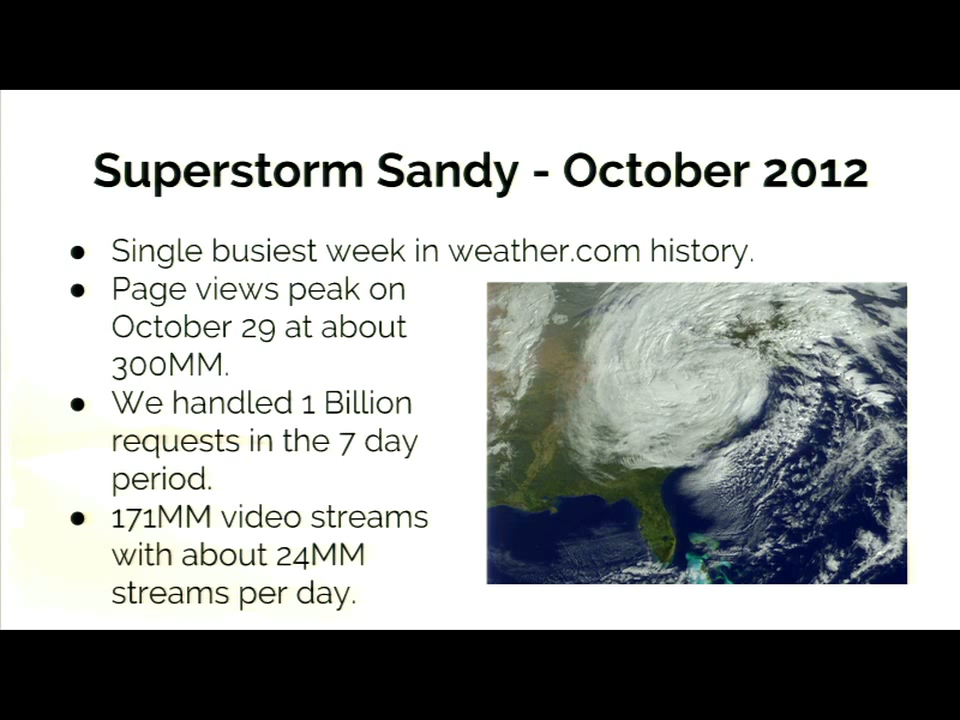 Superstorm Sandy - October 2012
● Single busiest week in weather.com history.
● Page views peak on
October 29 at about
300MM.
● We handled 1 Billion
requests in the 7 day
period.
● 171MM video streams
with about 24MM
streams per day.